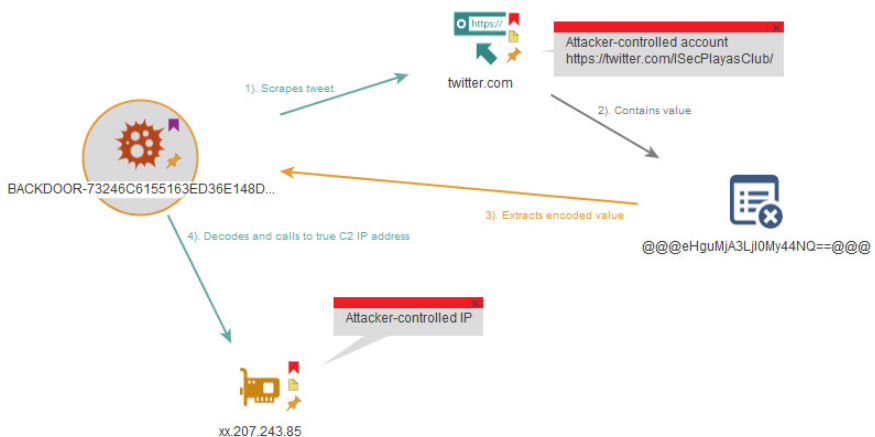 https://
Attacker-controlled account
https://twitter.com/ISecPlayasClub/
twitter.com
1). Scrapes tweet
2). Contains value
BACKDOOR-73246C6155163ED36E148D...
3). Extracts encoded value
4). Decodes and calls to true C2 IP address
@@@eHguMjA3LjI0My44NQ==@@@
Attacker-controlled IP
xx.207.243.85